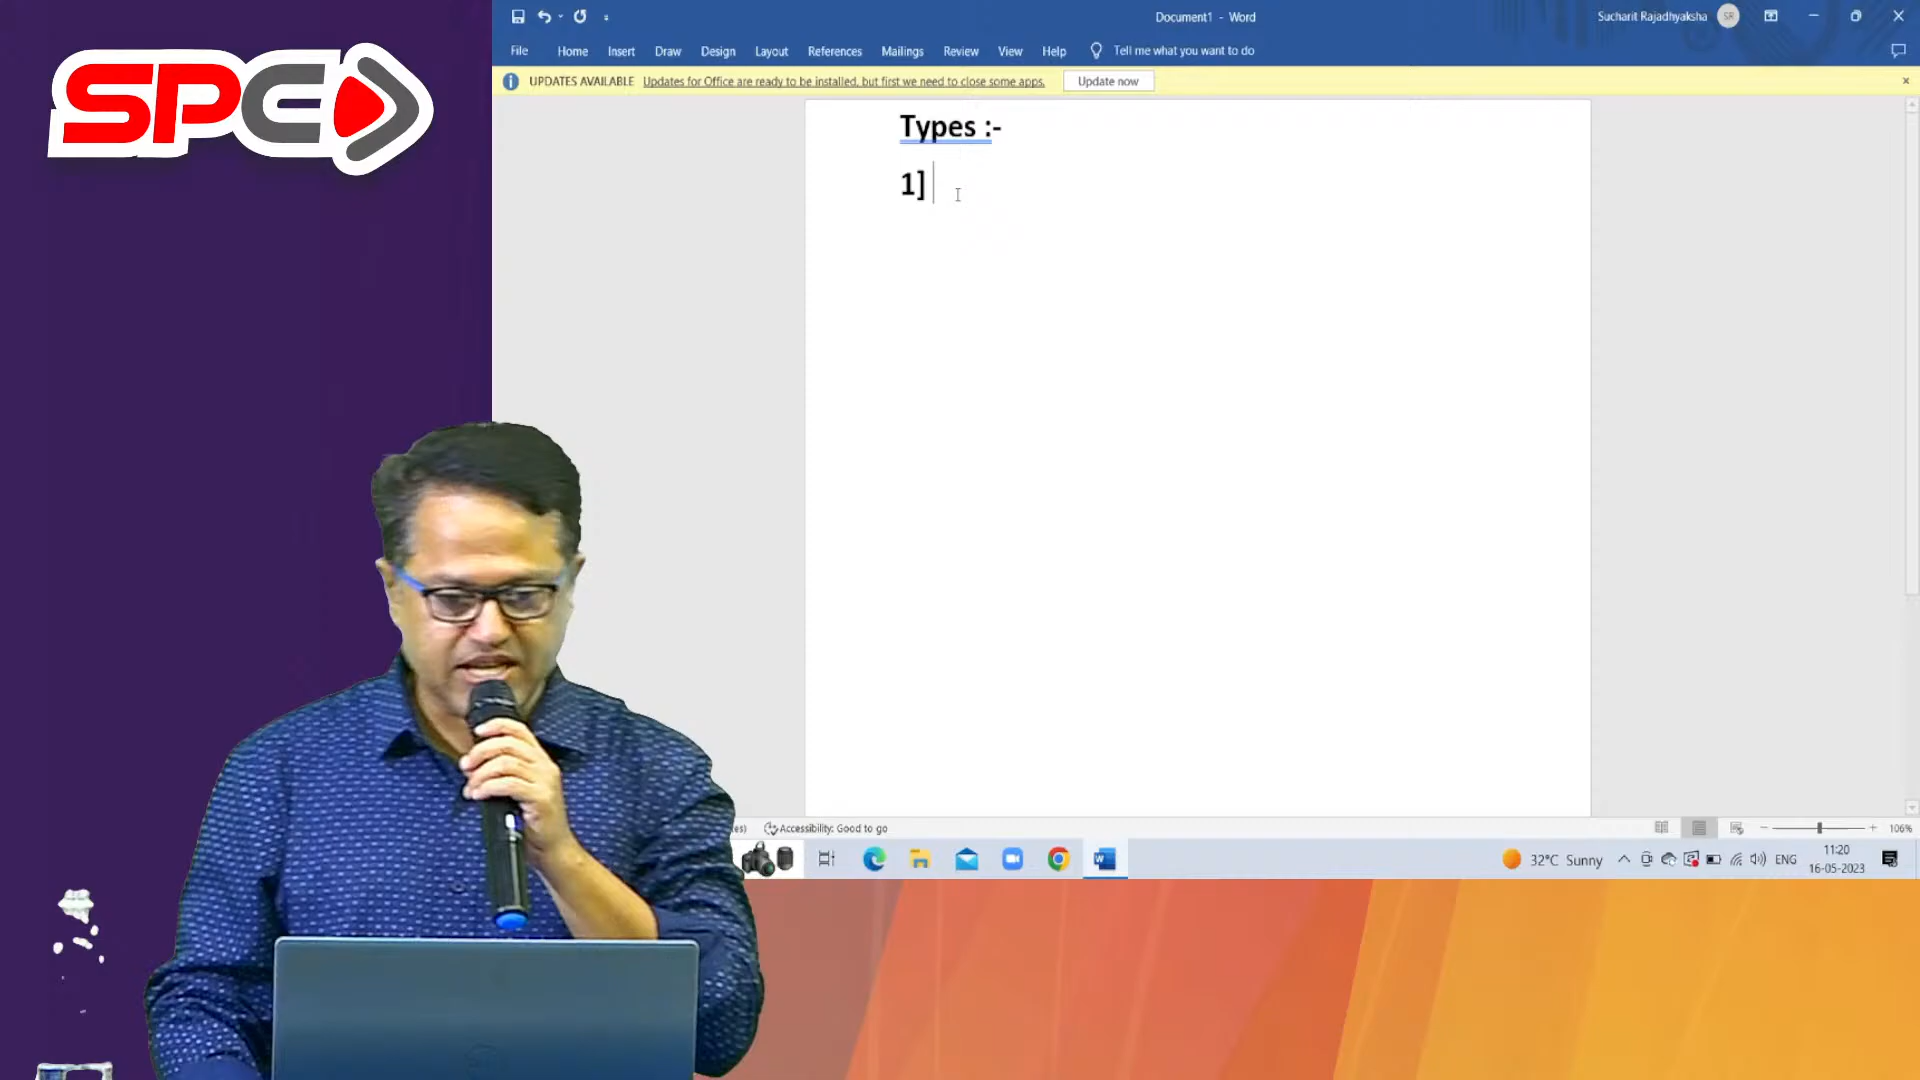 SPE
Document1 - Word
Sucharit Rajadhyaksha
SR
File Home Insert Draw Design Layout References Mailings Review View Help Tell me what you want to do
UPDATES AVAILABLE Updates for Office are ready to be installed, but first we need to close some apps. Update now
Types :-
1]
Accessibility: Good to go
106%
32°C Sunny
ENG
11:20
16-05-2023